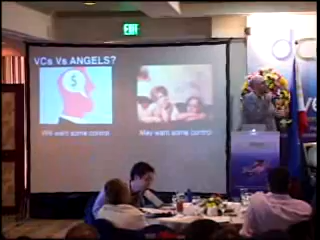 EXIT
VCs Vs ANGELS?
$
Will want some control
May want some control